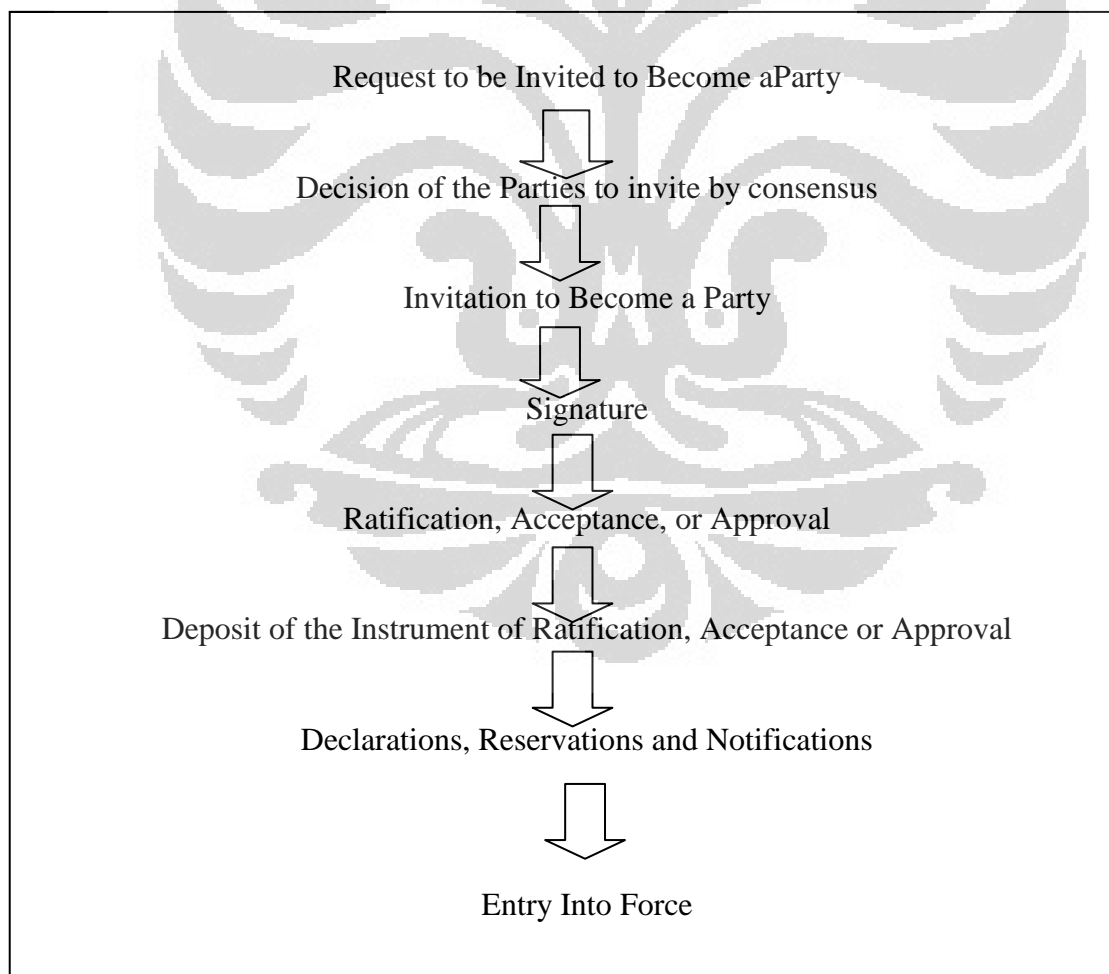 Request to be Invited to Become aParty
Decision of the Parties to invite by consensus
Invitation to Become a Party
Signature
Ratification, Acceptance, or Approval
Deposit of the Instrument of Ratification, Acceptance or Approval
Declarations, Reservations and Notifications
Entry Into Force